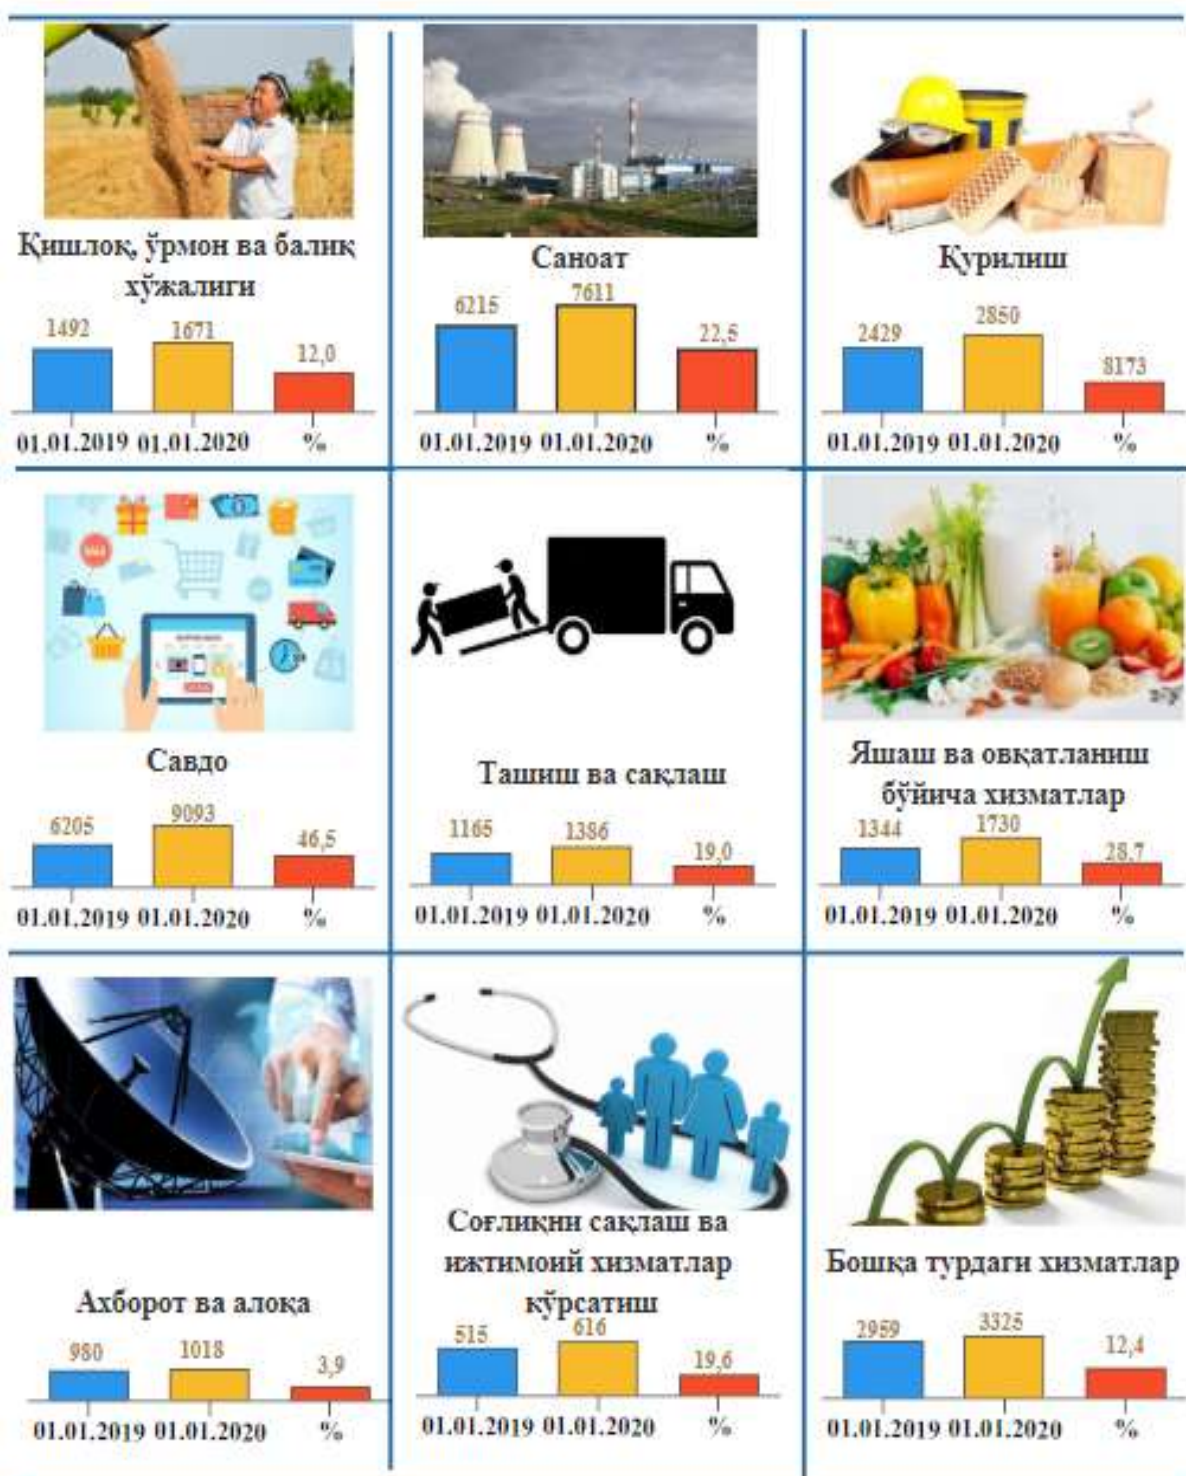 Қишлоқ, ўрмон ва балиқ
хўжалиги
1492
1671
12,0
01.01.2019 01.01.2020 %
Саноат
6215
7611
22,5
01.01.2019 01.01.2020 %
Қурилиш
2429
2850
8173
01.01.2019 01.01.2020 %
Савдо
6205
9093
46,5
01.01.2019 01.01.2020 %
Ташиш ва сақлаш
1165
1386
19,0
01.01.2019 01.01.2020 %
Яшаш ва овқатланиш
бўйича хизматлар
1344
1730
28,7
01.01.2019 01.01.2020 %
Ахборот ва алоқа
980
1018
3,9
01.01.2019 01.01.2020 %
Соғлиқни сақлаш ва
ижтимоий хизматлар
кўрсатиш
515
616
19,6
01.01.2019 01.01.2020 %
Бошқа турдаги хизматлар
2959
3325
12,4
01.01.2019 01.01.2020 %